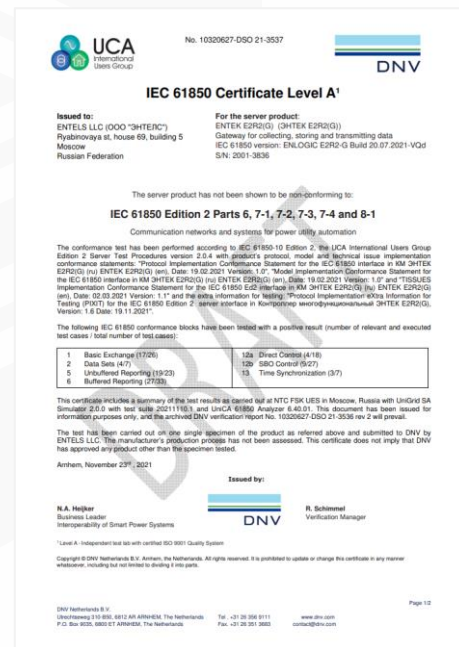 No. 10320627-DSO 21-3537
UCA
International
Users Group
DNV
IEC 61850 Certificate Level A¹
Issued to:
ENTELS LLC (ООО "ЭНТЕЛС")
Ryabinovaya st, house 69, building 5
Moscow
Russian Federation
For the server product:
ENTEK E2R2(G) (ЭНТЕК E2R2(G))
Gateway for collecting, storing and transmitting data
IEC 61850 version: ENLOGIC E2R2-G Build 20.07.2021-VQd
S/N: 2001-3836
The server product has not been shown to be non-conforming to:
IEC 61850 Edition 2 Parts 6, 7-1, 7-2, 7-3, 7-4 and 8-1
Communication networks and systems for power utility automation
The conformance test has been performed according to IEC 61850-10 Edition 2, the UCA International Users Group
Edition 2 Server Test Procedures version 2.0.4 with product's protocol, model and technical issue implementation
conformance statements: "Protocol Implementation Conformance Statement for the IEC 61850 interface in КМ ЭНТЕК
E2R2(G) (ru) ENTEK E2R2(G) (en), Date: 19.02.2021 Version: 1.0", "Model Implementation Conformance Statement for
the IEC 61850 interface in КМ ЭНТЕК E2R2(G) (ru) ENTEK E2R2(G) (en), Date: 19.02.2021 Version: 1.0" and "TISSUES
Implementation Conformance Statement for the IEC 61850 Ed2 interface in КМ ЭНТЕК E2R2(G) (ru) ENTEK E2R2(G)
(en), Date: 02.03.2021 Version: 1.1" and the extra information for testing: "Protocol Implementation eXtra Information for
Testing (PIXIT) for the IEC 61850 Edition 2 server interface in Контроллер многофункциональный ЭНТЕК E2R2(G),
Version: 1.6 Date: 19.11.2021".
The following IEC 61850 conformance blocks have been tested with a positive result (number of relevant and executed
test cases / total number of test cases):
1 Basic Exchange (17/26)
2 Data Sets (4/7)
5 Unbuffered Reporting (19/23)
6 Buffered Reporting (27/33)
12a Direct Control (4/18)
12b SBO Control (9/27)
13 Time Synchronization (3/7)
This certificate includes a summary of the test results as carried out at NTC FSK UES in Moscow, Russia with UniGrid SA
Simulator 2.0.0 with test suite 20211110.1 and UniCA 61850 Analyzer 6.40.01. This document has been issued for
information purposes only, and the archived DNV verification report No. 10320627-DSO 21-3536 rev 2 will prevail.
The test has been carried out on one single specimen of the product as referred above and submitted to DNV by
ENTELS LLC. The manufacturer's production process has not been assessed. This certificate does not imply that DNV
has approved any product other than the specimen tested.
Arnhem, November 23rd, 2021
DRAFT
Issued by:
N.A. Heijker
Business Leader
Interoperability of Smart Power Systems
DNV
R. Schimmel
Verification Manager
¹ Level A - Independent test lab with certified ISO 9001 Quality System
Copyright © DNV Netherlands B.V. Arnhem, the Netherlands. All rights reserved. It is prohibited to update or change this certificate in any manner
whatsoever, including but not limited to dividing it into parts.
Page 1/2
DNV Netherlands B.V.
Utrechtseweg 310-B50, 6812 AR ARNHEM, The Netherlands Tel. +31 26 356 9111 www.dnv.com
P.O. Box 9035, 6800 ET ARNHEM, The Netherlands Fax. +31 26 351 3683 contact@dnv.com